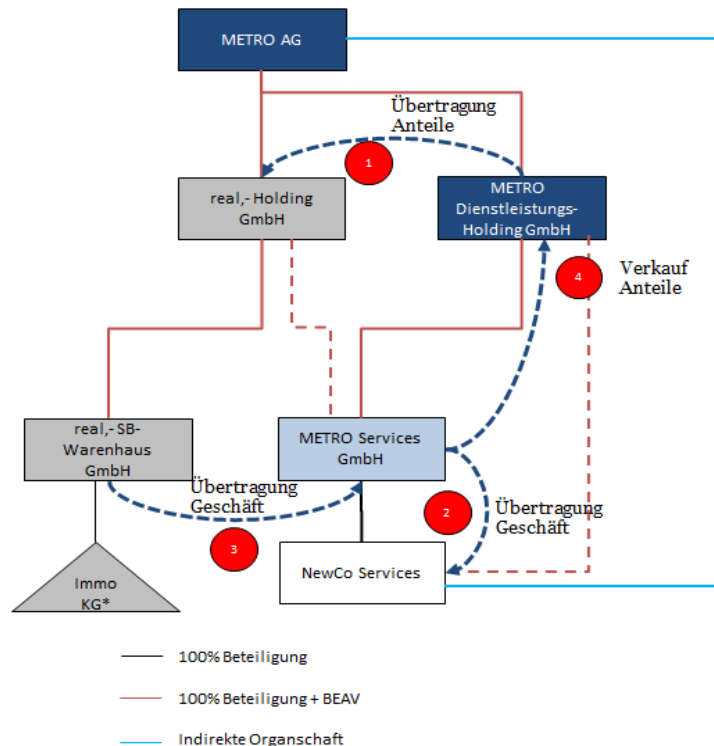 METRO AG
Übertragung
Anteile
1
real,- Holding
GmbH
METRO
Dienstleistungs-
Holding GmbH
4
Verkauf
Anteile
real,- SB-
Warenhaus
GmbH
METRO Services
GmbH
Übertragung
Geschäft
3
2
Übertragung
Geschäft
NewCo Services
Immo
KG*
100% Beteiligung
100% Beteiligung + BEAV
Indirekte Organschaft